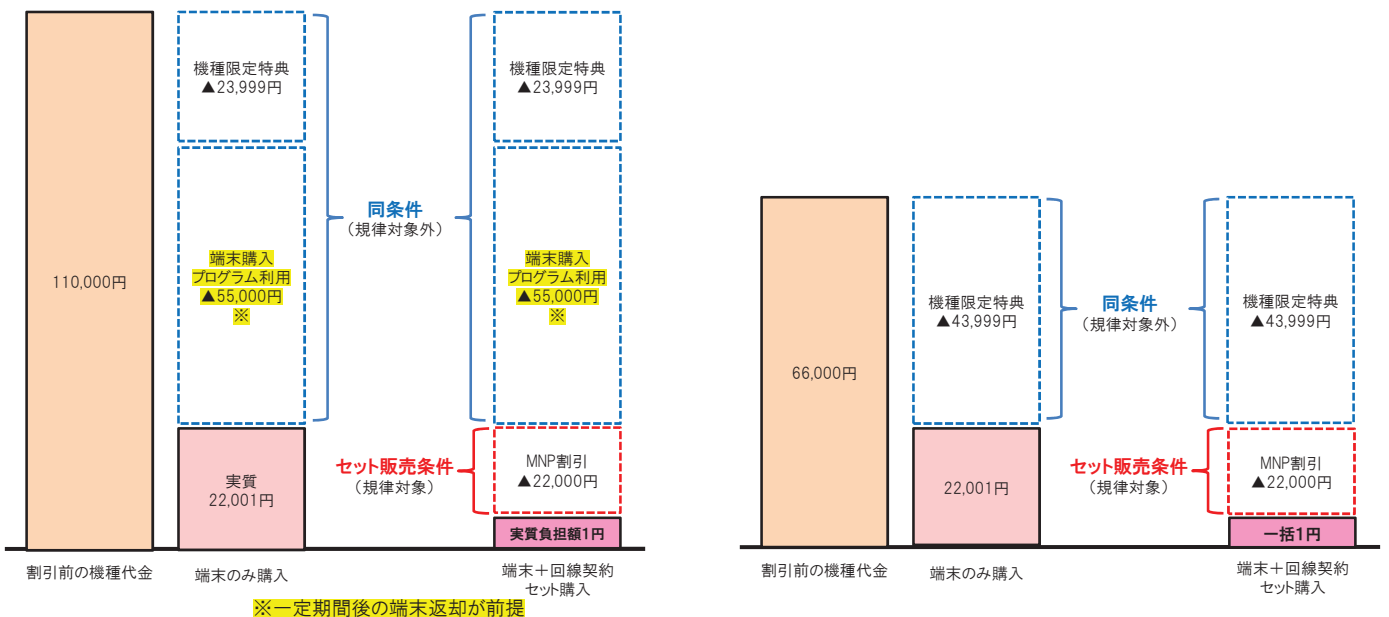 110,000円
割引前の機種代金
機種限定特典
▲23,999円
端末購入
プログラム利用
▲55,000円
※
実質
22,001円
端末のみ購入
同条件
（規律対象外）
セット販売条件
（規律対象）
機種限定特典
▲23,999円
端末購入
プログラム利用
▲55,000円
※
MNP割引
▲22,000円
実質負担額1円
端末＋回線契約
セット購入
※一定期間後の端末返却が前提
66,000円
割引前の機種代金
機種限定特典
▲43,999円
22,001円
端末のみ購入
同条件
（規律対象外）
セット販売条件
（規律対象）
機種限定特典
▲43,999円
MNP割引
▲22,000円
一括1円
端末＋回線契約
セット購入